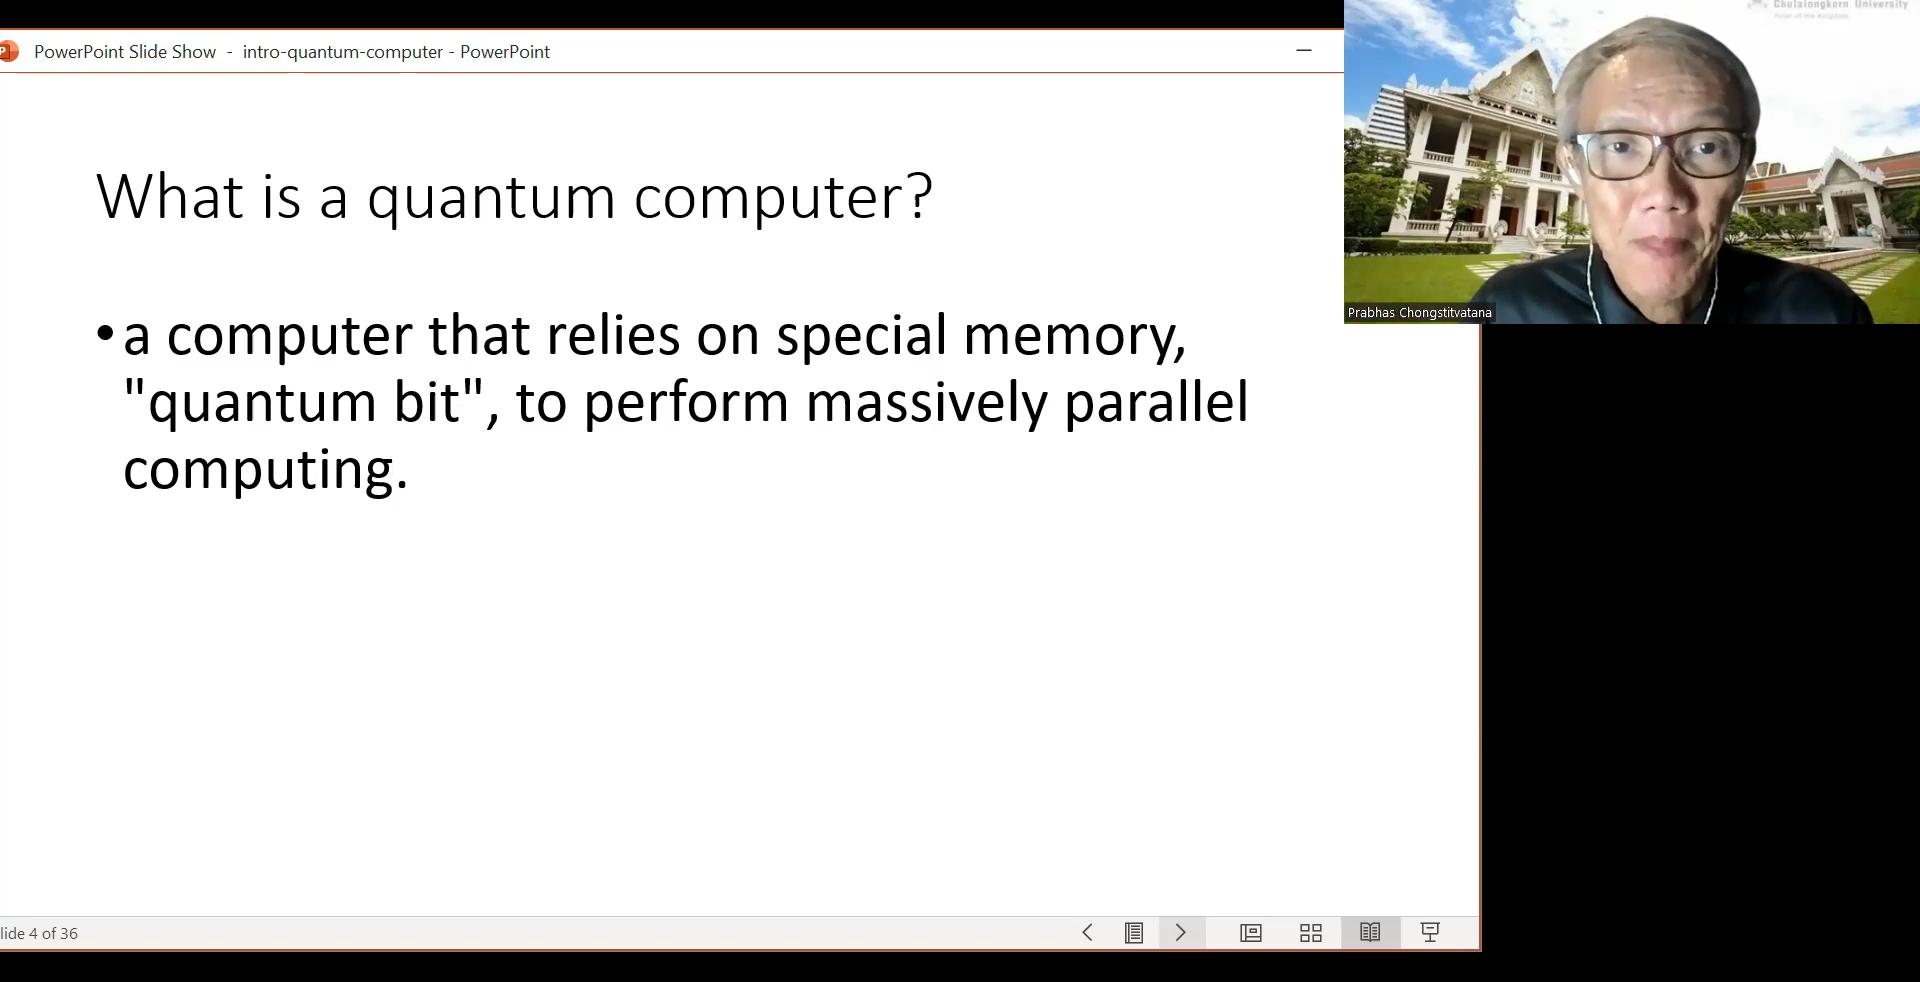 PowerPoint Slide Show - intro-quantum-computer - PowerPoint
Chulalongkorn University
What is a quantum computer?
• a computer that relies on special memory,
"quantum bit", to perform massively parallel
computing.
Prabhas Chongstitvatana
lide 4 of 36